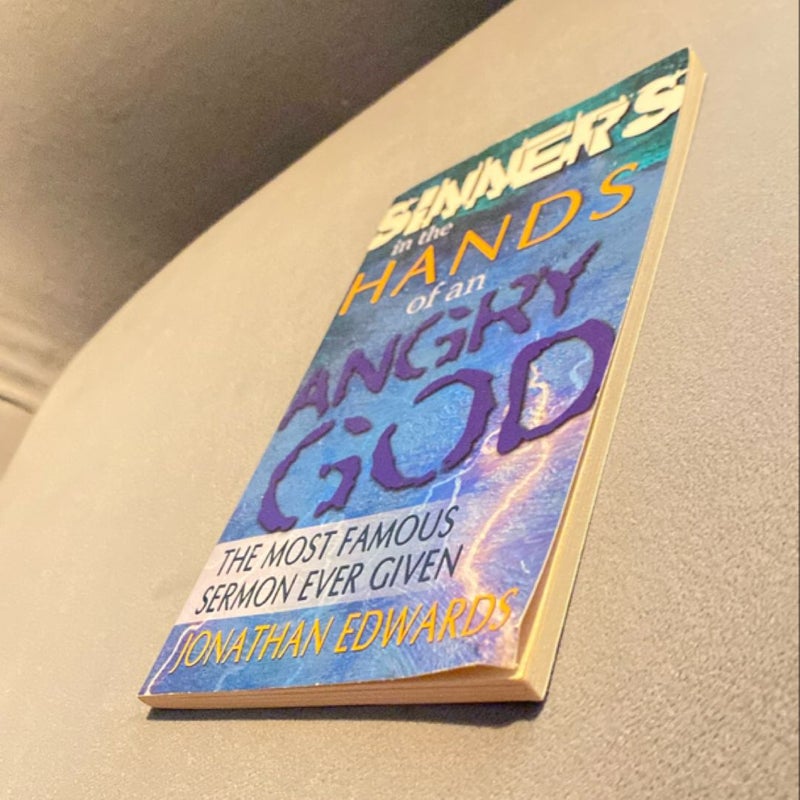 SINNERS
in the
HANDS
of an
ANGRY
GOD
THE MOST FAMOUS
SERMON EVER GIVEN
JONATHAN EDWARDS